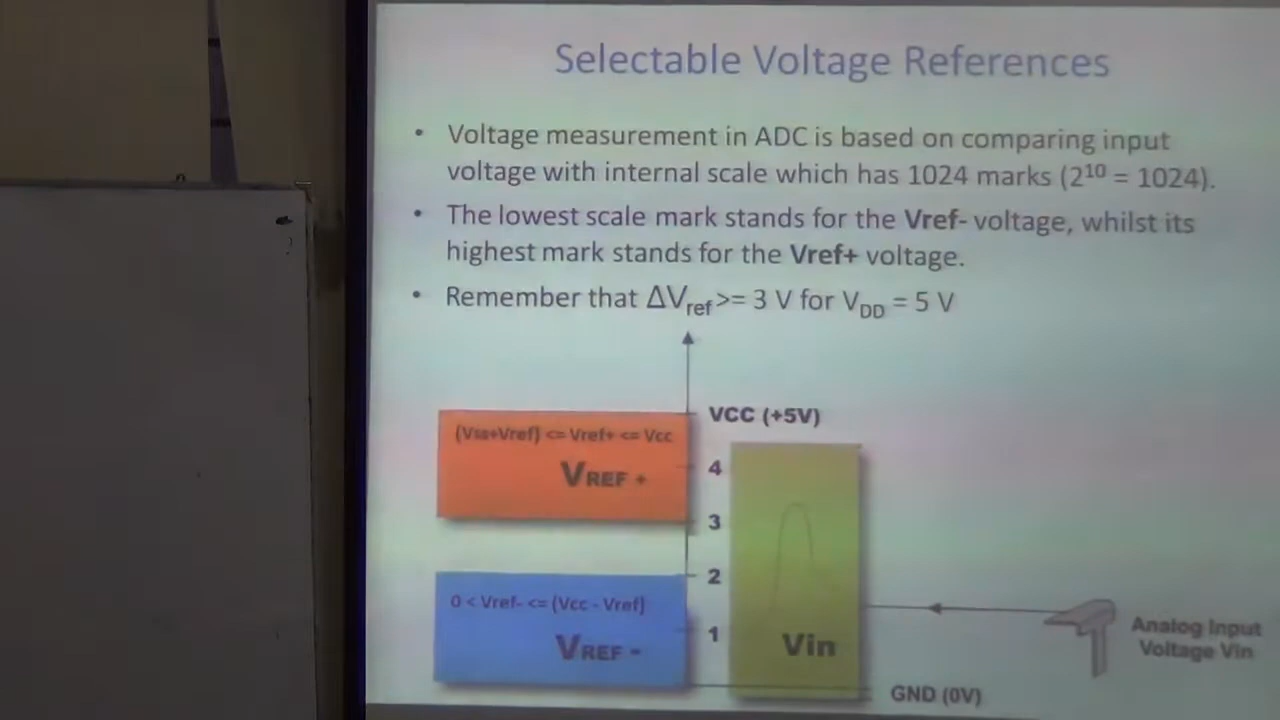 Selectable Voltage References
• Voltage measurement in ADC is based on comparing input
voltage with internal scale which has 1024 marks (2¹⁰ = 1024).
• The lowest scale mark stands for the Vref- voltage, whilst its
highest mark stands for the Vref+ voltage.
• Remember that ΔVref >= 3 V for VDD = 5 V
VCC (+5V)
(Vss+Vref) <= Vref+ <= Vcc
VREF +
4
3
2
0 < Vref- <= (Vcc - Vref)
VREF -
1
Vin
Analog Input
Voltage Vin
GND (0V)